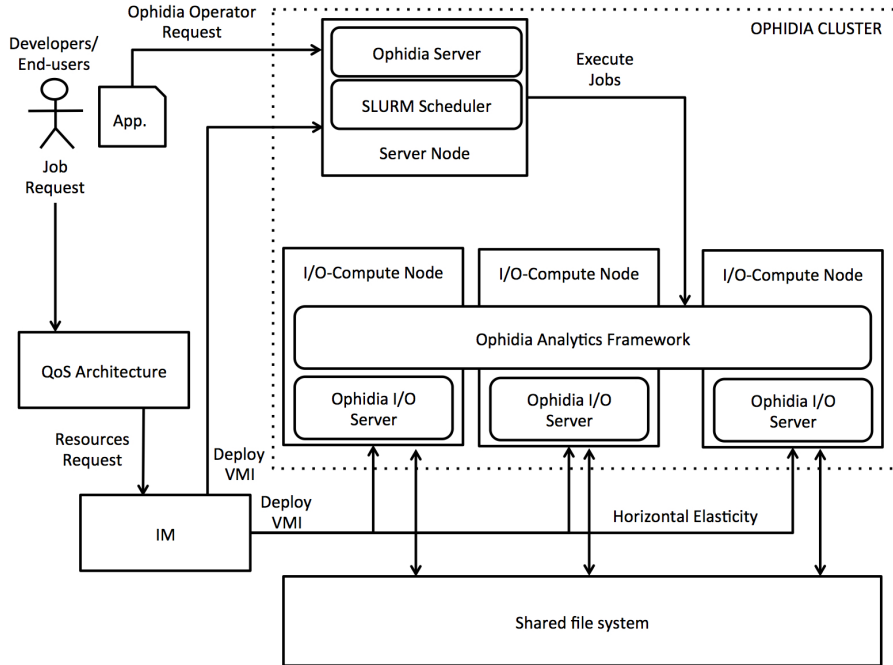 Ophidia Operator
Request
OPHIDIA CLUSTER
Developers/
End-users
App.
Job
Request
Ophidia Server
SLURM Scheduler
Server Node
Execute
Jobs
I/O-Compute Node
I/O-Compute Node
I/O-Compute Node
Ophidia Analytics Framework
Ophidia I/O
Server
Ophidia I/O
Server
Ophidia I/O
Server
QoS Architecture
Resources
Request
Deploy
VMI
Deploy
VMI
Horizontal Elasticity
IM
Shared file system